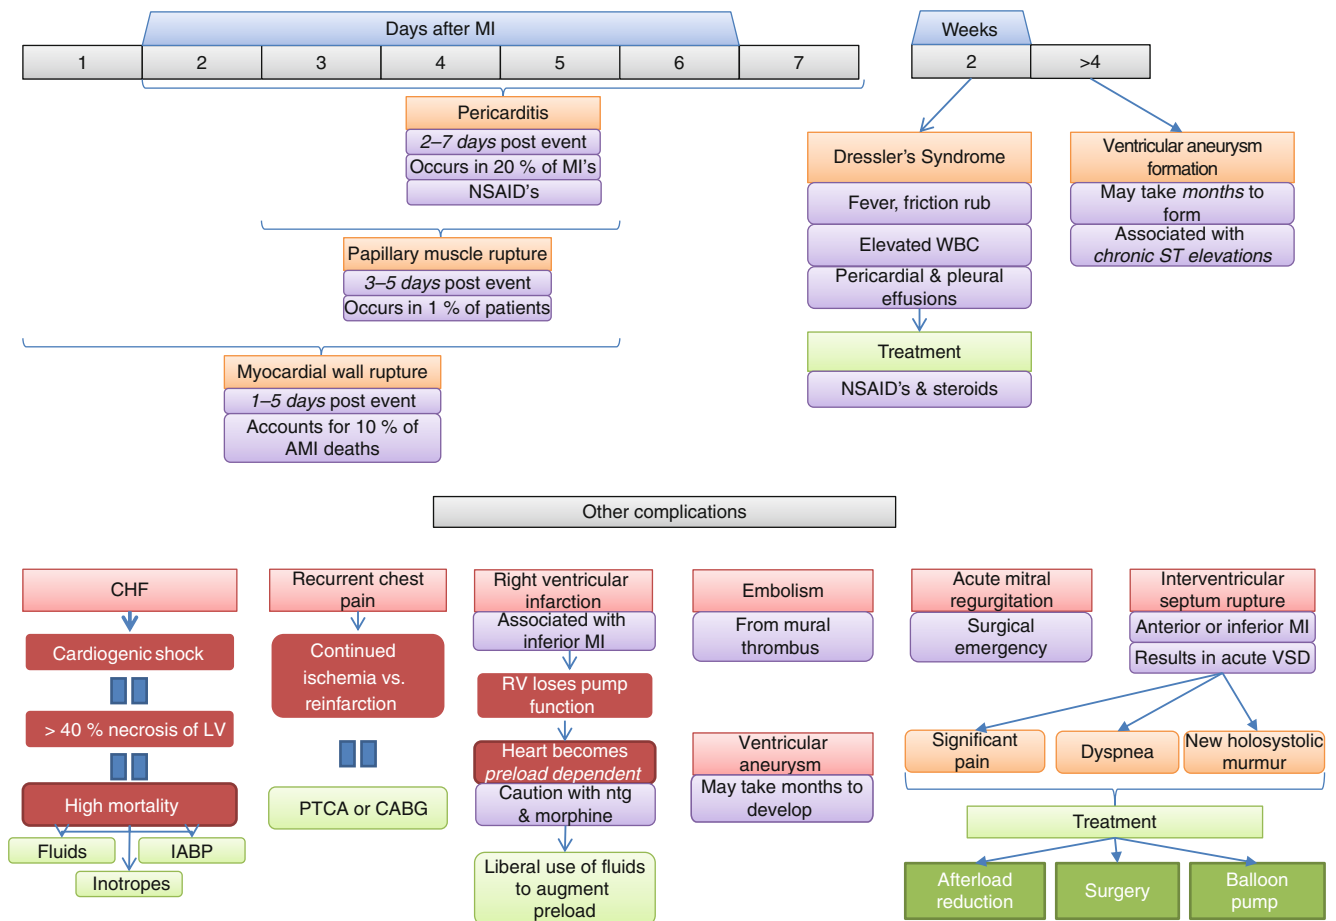 Days after MI
1 2 3 4 5 6 7
Weeks
2 >4
Pericarditis
2–7 days post event
Occurs in 20 % of MI's
NSAID's
Papillary muscle rupture
3–5 days post event
Occurs in 1 % of patients
Myocardial wall rupture
1–5 days post event
Accounts for 10 % of
AMI deaths
Dressler's Syndrome
Fever, friction rub
Elevated WBC
Pericardial & pleural
effusions
Treatment
NSAID's & steroids
Ventricular aneurysm
formation
May take months to
form
Associated with
chronic ST elevations
Other complications
CHF
Cardiogenic shock
> 40 % necrosis of LV
High mortality
Fluids
IABP
Inotropes
Recurrent chest
pain
Continued
ischemia vs.
reinfarction
PTCA or CABG
Right ventricular
infarction
Associated with
inferior MI
RV loses pump
function
Heart becomes
preload dependent
Caution with ntg
& morphine
Liberal use of fluids
to augment
preload
Embolism
From mural
thrombus
Ventricular
aneurysm
May take months to
develop
Acute mitral
regurgitation
Surgical
emergency
Interventricular
septum rupture
Anterior or inferior MI
Results in acute VSD
Significant
pain
Dyspnea
New holosystolic
murmur
Treatment
Afterload
reduction
Surgery
Balloon
pump